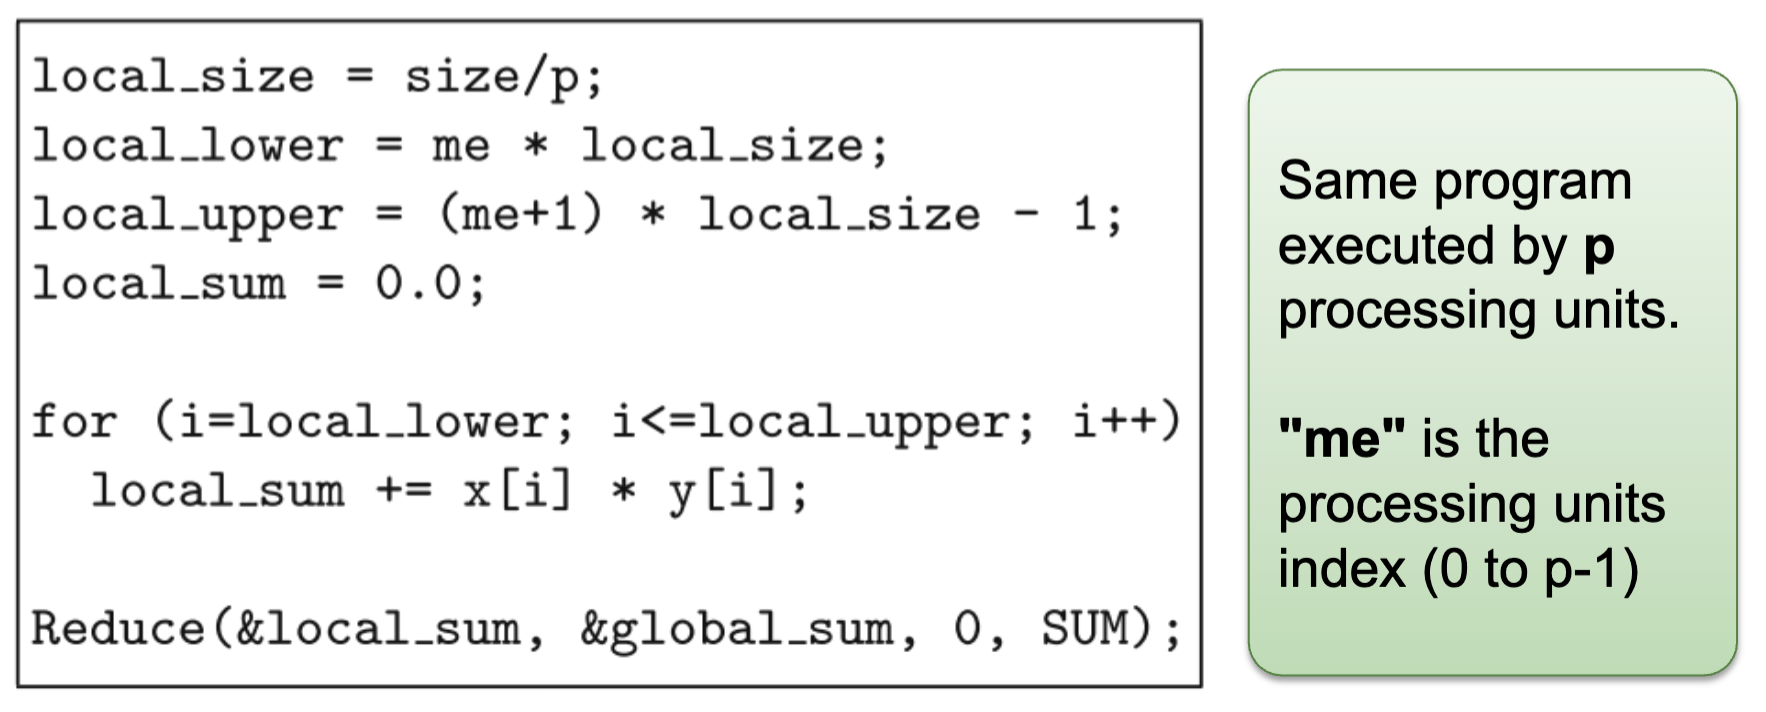 local_size = size/p;
local_lower = me * local_size;
local_upper = (me+1) * local_size - 1;
local_sum = 0.0;
for (i=local_lower; i<=local_upper; i++)
  local_sum += x[i] * y[i];
Reduce(&local_sum, &global_sum, 0, SUM);
Same program
executed by p
processing units.
"me" is the
processing units
index (0 to p-1)